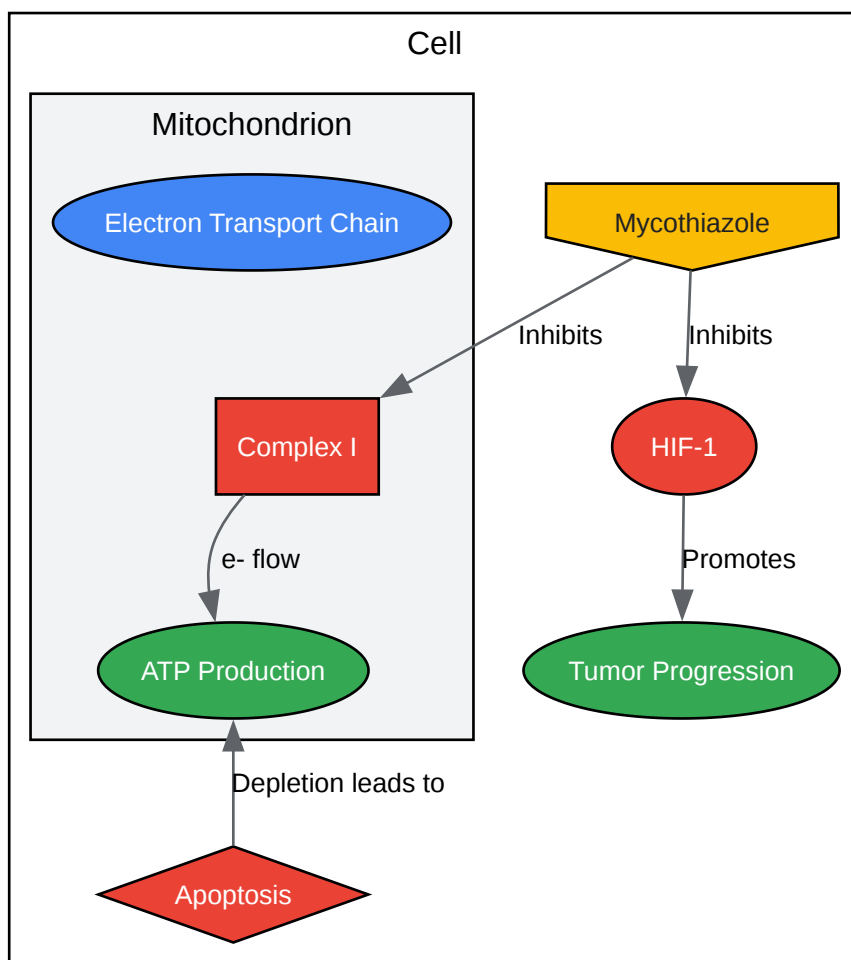 Cell
Mitochondrion
Electron Transport Chain
Mycothiazole
Inhibits
Inhibits
Complex I
HIF-1
e- flow
Promotes
ATP Production
Tumor Progression
Depletion leads to
Apoptosis